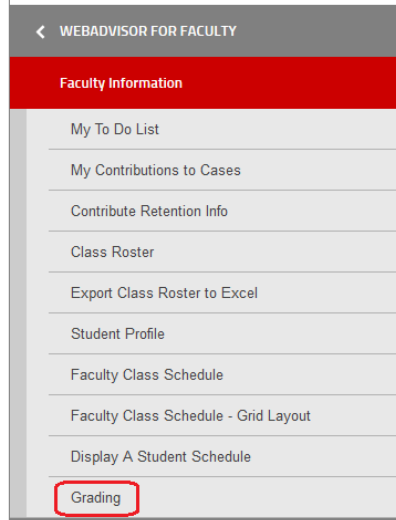 WEBADVISOR FOR FACULTY
Faculty Information
My To Do List
My Contributions to Cases
Contribute Retention Info
Class Roster
Export Class Roster to Excel
Student Profile
Faculty Class Schedule
Faculty Class Schedule - Grid Layout
Display A Student Schedule
Grading